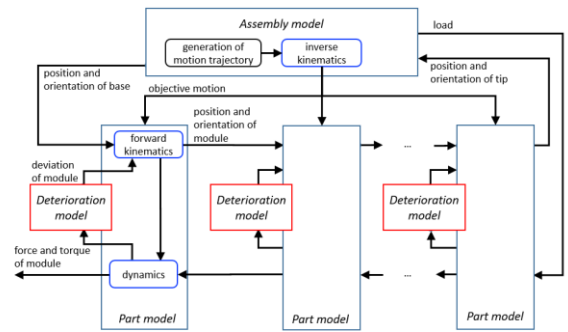 Assembly model
load
generation of
motion trajectory
inverse
kinematics
position and
orientation of base
position and
orientation of tip
objective motion
position and
orientation of
module
forward
kinematics
...
deviation
of module
Deterioration
model
Deterioration
model
Deterioration
model
force and torque
of module
dynamics
...
Part model
Part model
Part model